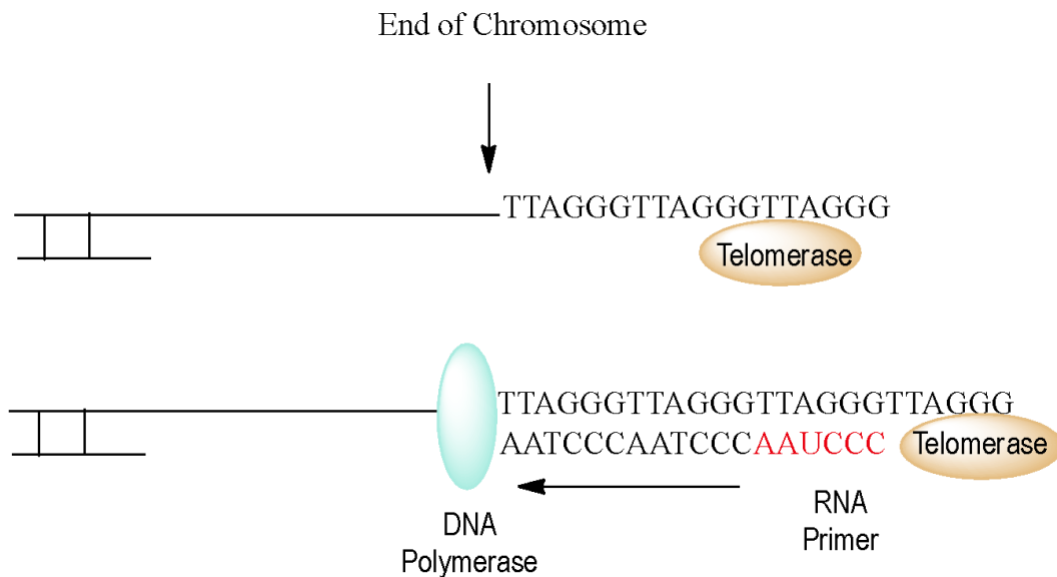 End of Chromosome
TTAGGGTTAGGGTTAGGG
Telomerase
TTAGGGTTAGGGTTAGGGTTAGGG
AATCCCAATCCCAAUCCC
Telomerase
DNA
Polymerase
RNA
Primer